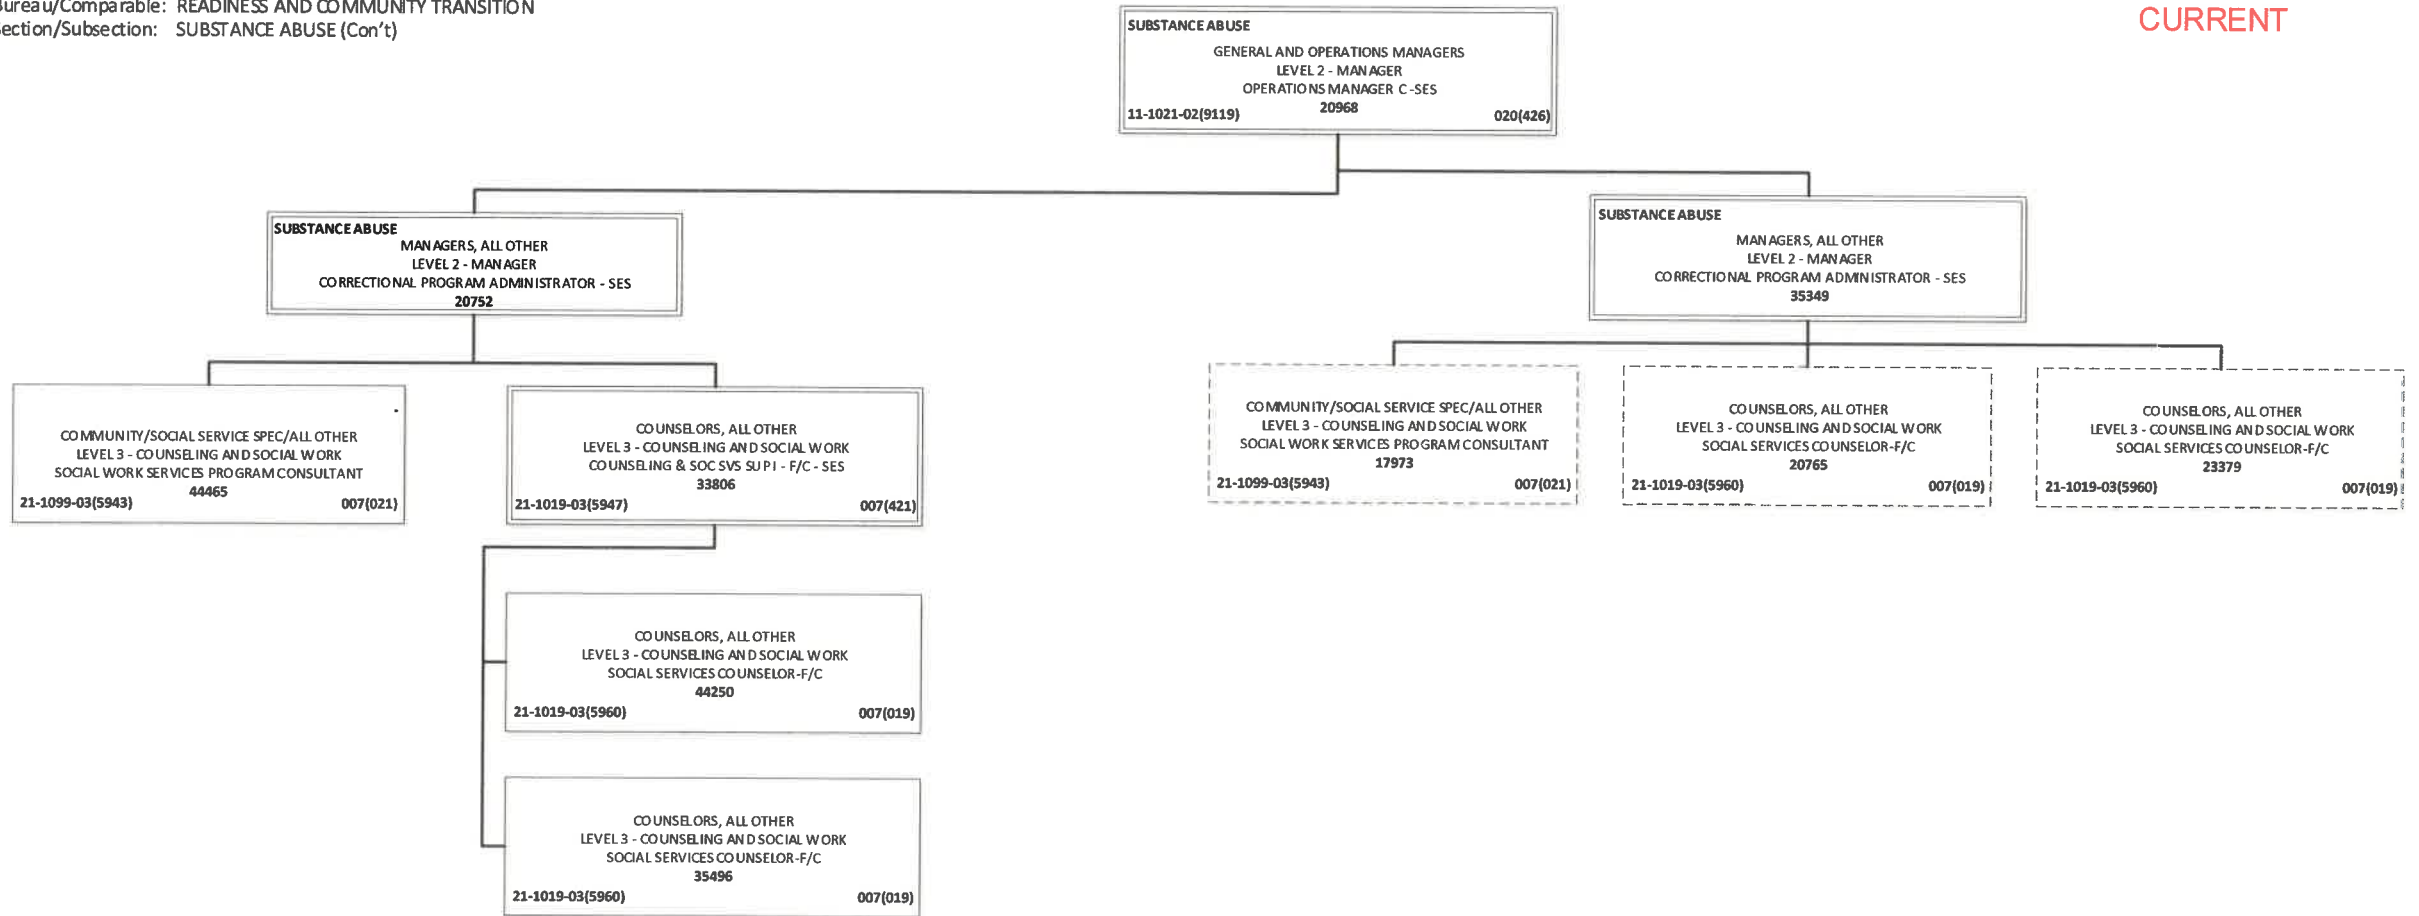 Bureau/Comparable: READINESS AND COMMUNITY TRANSITION
Section/Subsection: SUBSTANCE ABUSE (Con't)
CURRENT
SUBSTANCE ABUSE
GENERAL AND OPERATIONS MANAGERS
LEVEL 2 - MANAGER
OPERATIONS MANAGER C -SES
20968
11-1021-02(9119) 020(426)
SUBSTANCE ABUSE
MANAGERS, ALL OTHER
LEVEL 2 - MANAGER
CORRECTIONAL PROGRAM ADMINISTRATOR - SES
20752
SUBSTANCE ABUSE
MANAGERS, ALL OTHER
LEVEL 2 - MANAGER
CORRECTIONAL PROGRAM ADMINISTRATOR - SES
35349
COMMUNITY/SOCIAL SERVICE SPEC/ALL OTHER
LEVEL 3 - COUNSELING AND SOCIAL WORK
SOCIAL WORK SERVICES PROGRAM CONSULTANT
44465
21-1099-03(5943) 007(021)
COUNSELORS, ALL OTHER
LEVEL 3 - COUNSELING AND SOCIAL WORK
COUNSELING & SOC SVS SUP I - F/C - SES
33806
21-1019-03(5947) 007(421)
COMMUNITY/SOCIAL SERVICE SPEC/ALL OTHER
LEVEL 3 - COUNSELING AND SOCIAL WORK
SOCIAL WORK SERVICES PROGRAM CONSULTANT
17973
21-1099-03(5943) 007(021)
COUNSELORS, ALL OTHER
LEVEL 3 - COUNSELING AND SOCIAL WORK
SOCIAL SERVICES COUNSELOR-F/C
20765
21-1019-03(5960) 007(019)
COUNSELORS, ALL OTHER
LEVEL 3 - COUNSELING AND SOCIAL WORK
SOCIAL SERVICES COUNSELOR-F/C
23379
21-1019-03(5960) 007(019)
COUNSELORS, ALL OTHER
LEVEL 3 - COUNSELING AND SOCIAL WORK
SOCIAL SERVICES COUNSELOR-F/C
44250
21-1019-03(5960) 007(019)
COUNSELORS, ALL OTHER
LEVEL 3 - COUNSELING AND SOCIAL WORK
SOCIAL SERVICES COUNSELOR-F/C
35496
21-1019-03(5960) 007(019)